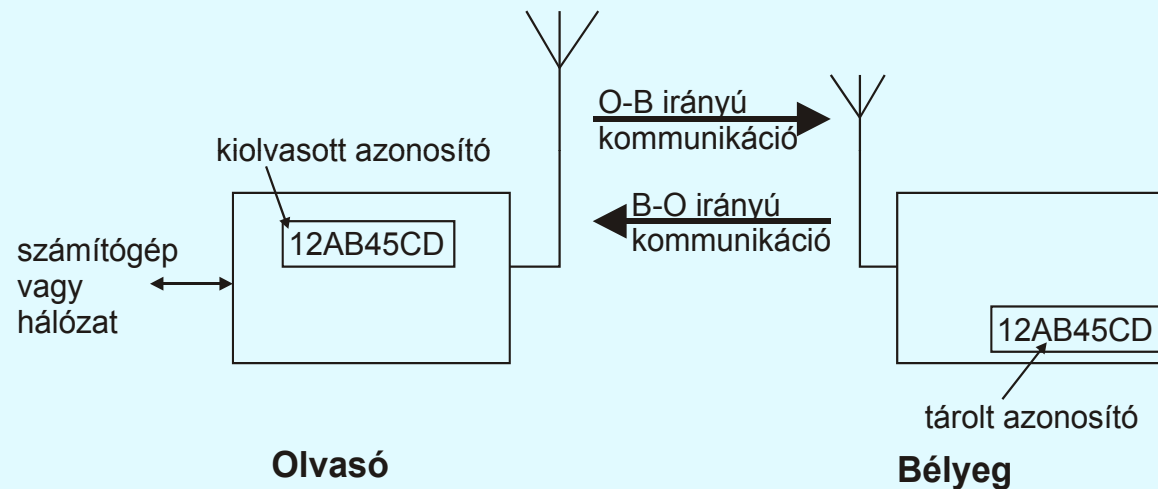 O-B irányú
kommunikáció
kiolvasott azonosító
B-O irányú
kommunikáció
12AB45CD
számítógép
vagy
hálózat
12AB45CD
tárolt azonosító
Olvasó
Bélyeg